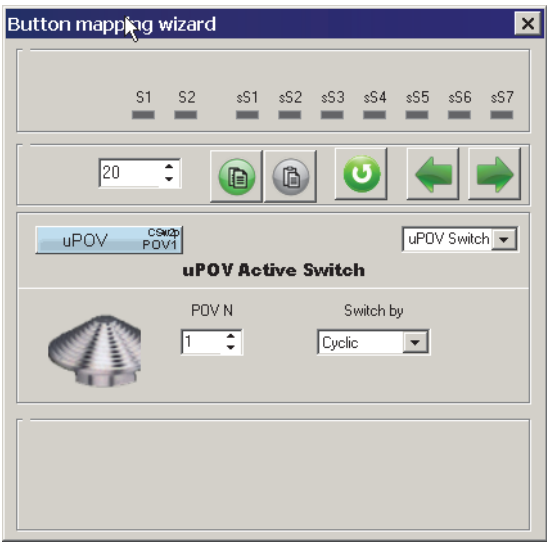 Button mapping wizard
S1 S2 sS1 sS2 sS3 sS4 sS5 sS6 sS7
20
uPOV CSw2p POV1 uPOV Switch
uPOV Active Switch
POV N Switch by
1 Cyclic